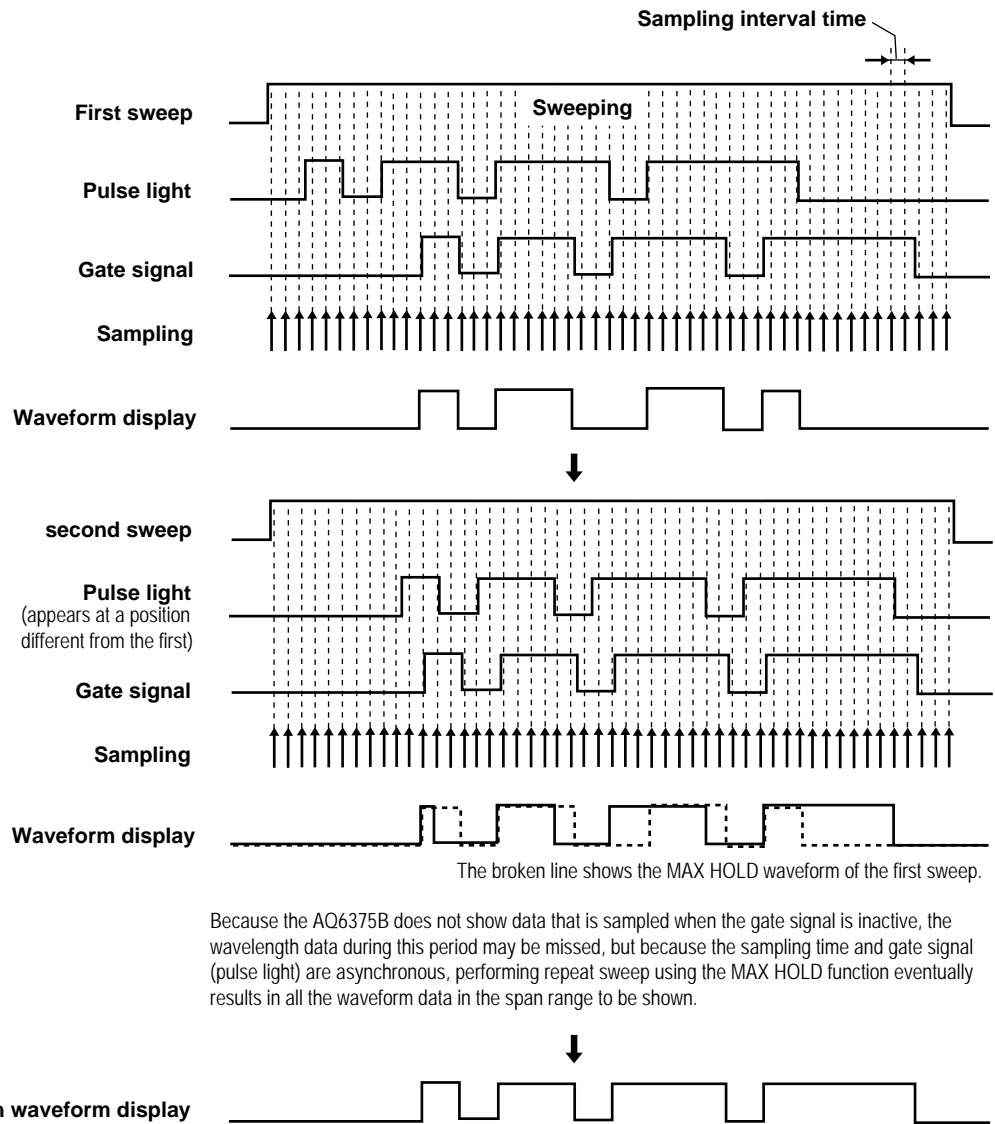 Sampling interval time
First sweep
Sweeping
Pulse light
Gate signal
Sampling
Waveform display
second sweep
Pulse light
(appears at a position
different from the first)
Gate signal
Sampling
Waveform display
The broken line shows the MAX HOLD waveform of the first sweep.
Because the AQ6375B does not show data that is sampled when the gate signal is inactive, the
wavelength data during this period may be missed, but because the sampling time and gate signal
(pulse light) are asynchronous, performing repeat sweep using the MAX HOLD function eventually
results in all the waveform data in the span range to be shown.
waveform display